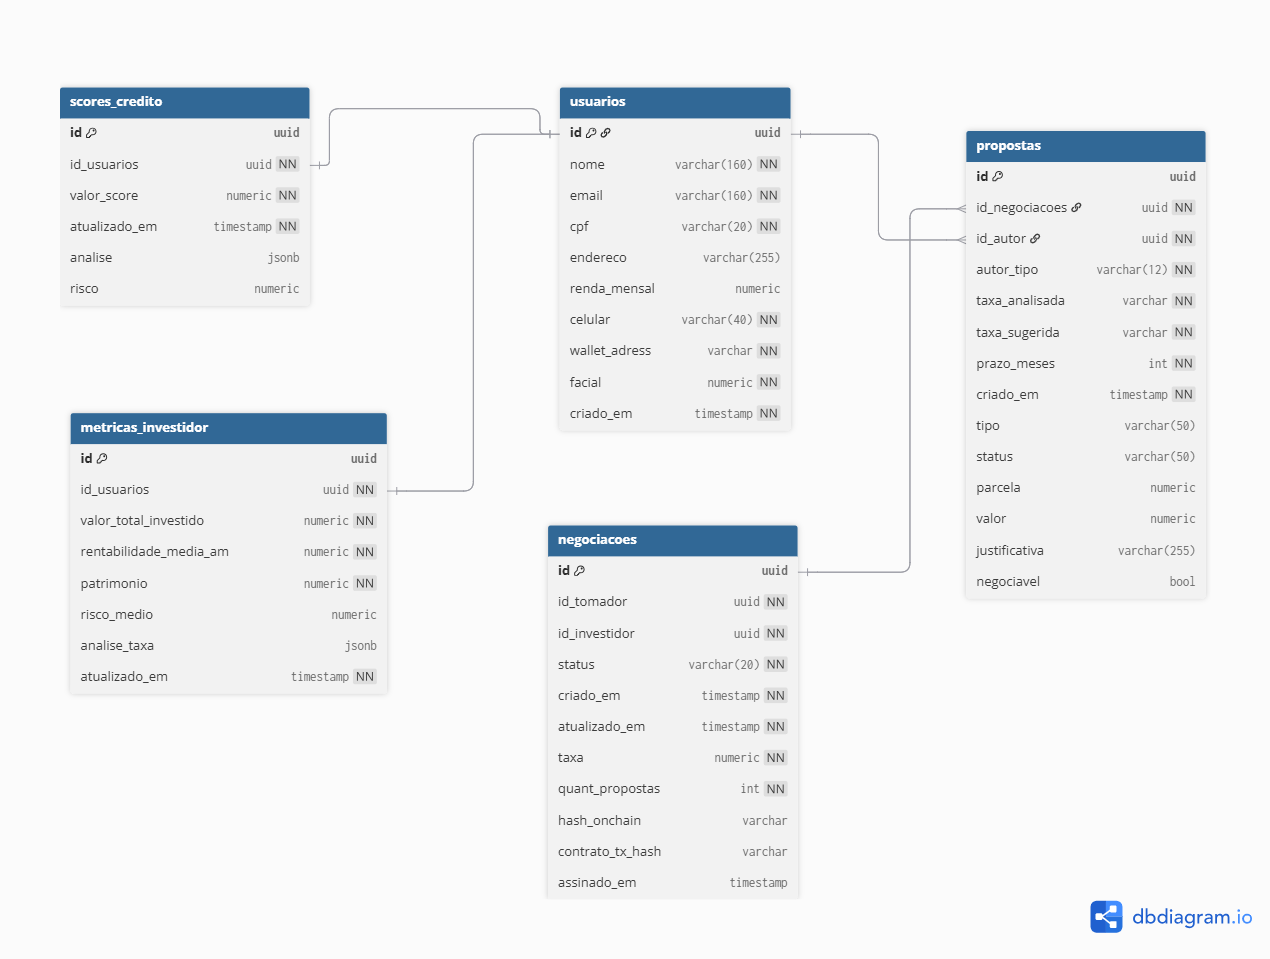 scores_credito
id uuid
id_usuarios uuid NN
valor_score numeric NN
atualizado_em timestamp NN
analise jsonb
risco numeric
usuarios
id uuid
nome varchar(160) NN
email varchar(160) NN
cpf varchar(20) NN
endereco varchar(255)
renda_mensal numeric
celular varchar(40) NN
wallet_adress varchar NN
facial numeric NN
criado_em timestamp NN
propostas
id uuid
id_negociacoes uuid NN
id_autor uuid NN
autor_tipo varchar(12) NN
taxa_analisada varchar NN
taxa_sugerida varchar NN
prazo_meses int NN
criado_em timestamp NN
tipo varchar(50)
status varchar(50)
parcela numeric
valor numeric
justificativa varchar(255)
negociavel bool
metricas_investidor
id uuid
id_usuarios uuid NN
valor_total_investido numeric NN
rentabilidade_media_am numeric NN
patrimonio numeric NN
risco_medio numeric
analise_taxa jsonb
atualizado_em timestamp NN
negociacoes
id uuid
id_tomador uuid NN
id_investidor uuid NN
status varchar(20) NN
criado_em timestamp NN
atualizado_em timestamp NN
taxa numeric NN
quant_propostas int NN
hash_onchain varchar
contrato_tx_hash varchar
assinado_em timestamp
dbdiagram.io